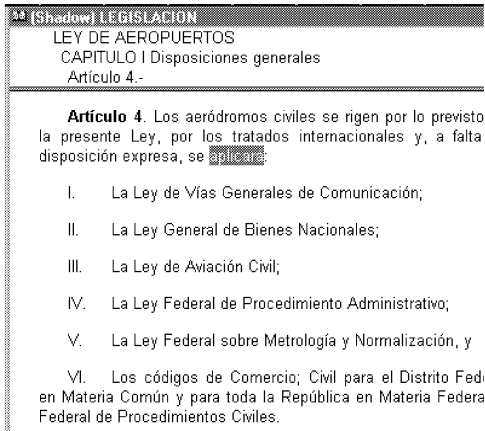 (Shadow) LEGISLACION
LEY DE AEROPUERTOS
CAPITULO I Disposiciones generales
Artículo 4.-
Artículo 4. Los aeródromos civiles se rigen por lo previsto
la presente Ley, por los tratados internacionales y, a falta
disposición expresa, se aplicará:
I. La Ley de Vías Generales de Comunicación;
II. La Ley General de Bienes Nacionales;
III. La Ley de Aviación Civil;
IV. La Ley Federal de Procedimiento Administrativo;
V. La Ley Federal sobre Metrología y Normalización, y
VI. Los códigos de Comercio; Civil para el Distrito Fede
en Materia Común y para toda la República en Materia Federa
Federal de Procedimientos Civiles.